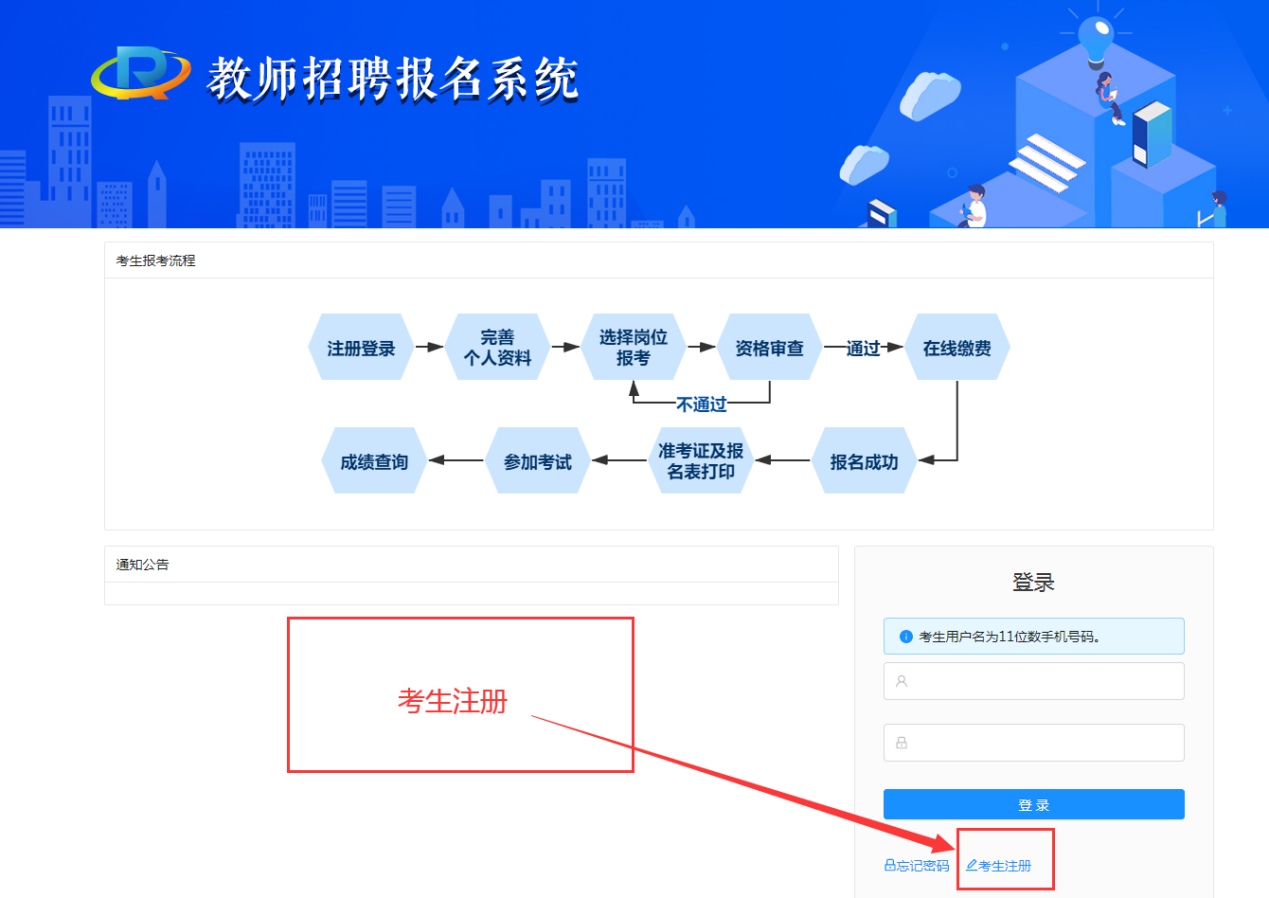 教师招聘报名系统
考生报考流程
注册登录
完善
个人资料
选择岗位
报考
资格审查
通过
在线缴费
不通过
成绩查询
参加考试
准考证及报
名表打印
报名成功
通知公告
登录
考生用户名为11位数手机号码。
考生注册
登 录
忘记密码
考生注册